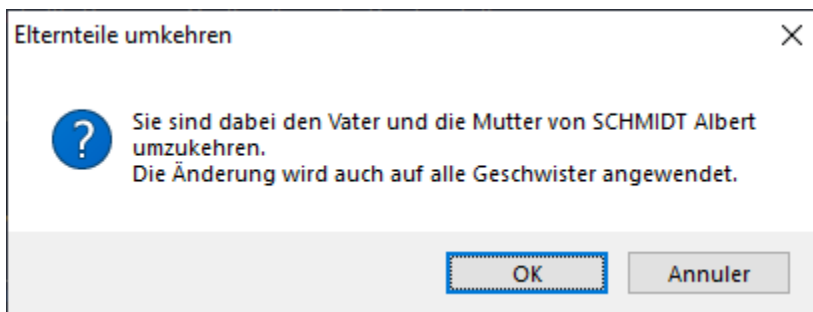 Elternteile umkehren
Sie sind dabei den Vater und die Mutter von SCHMIDT Albert
umzukehren.
Die Änderung wird auch auf alle Geschwister angewendet.
OK
Annuler